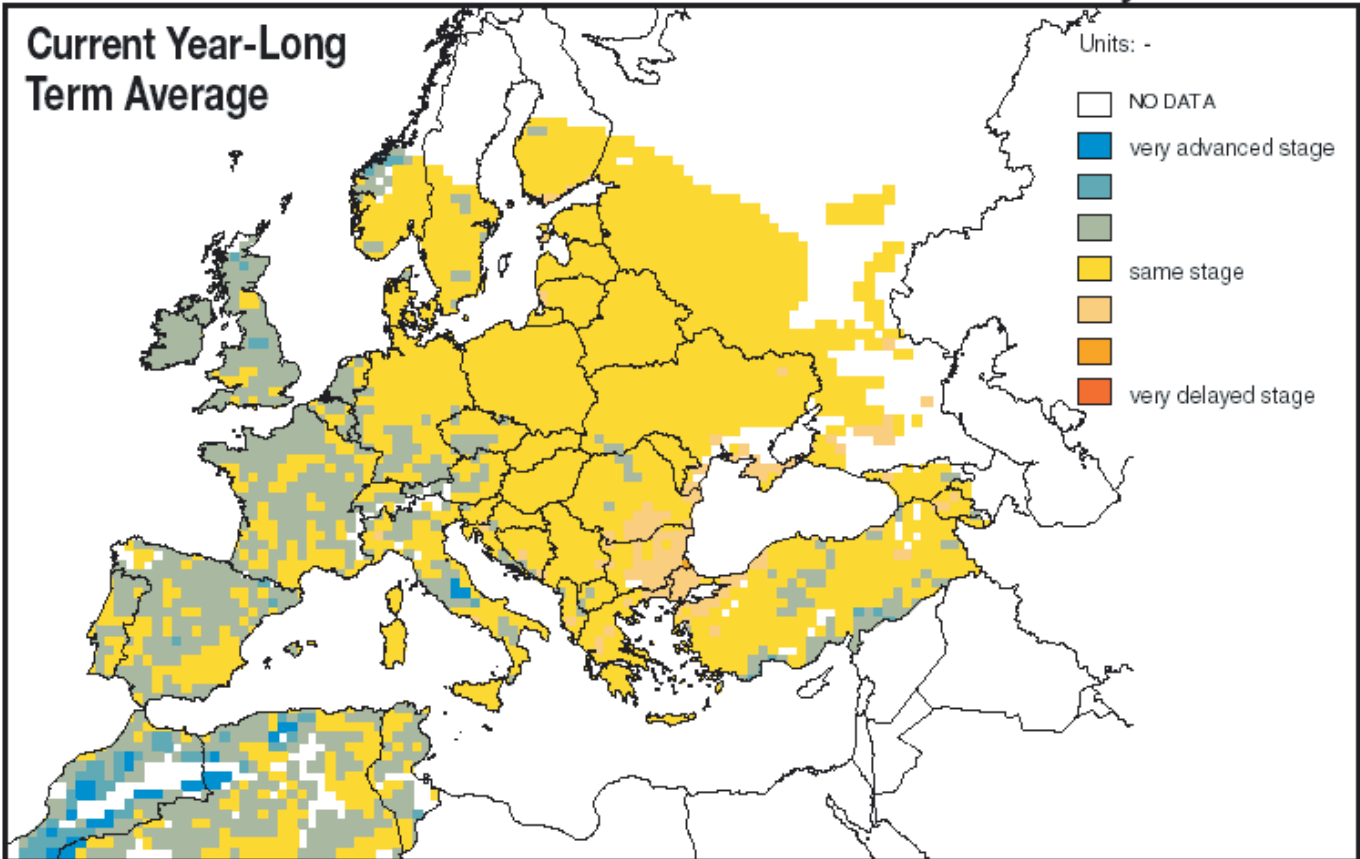 Current Year-Long
Term Average
Units: -
NO DATA
very advanced stage
same stage
very delayed stage